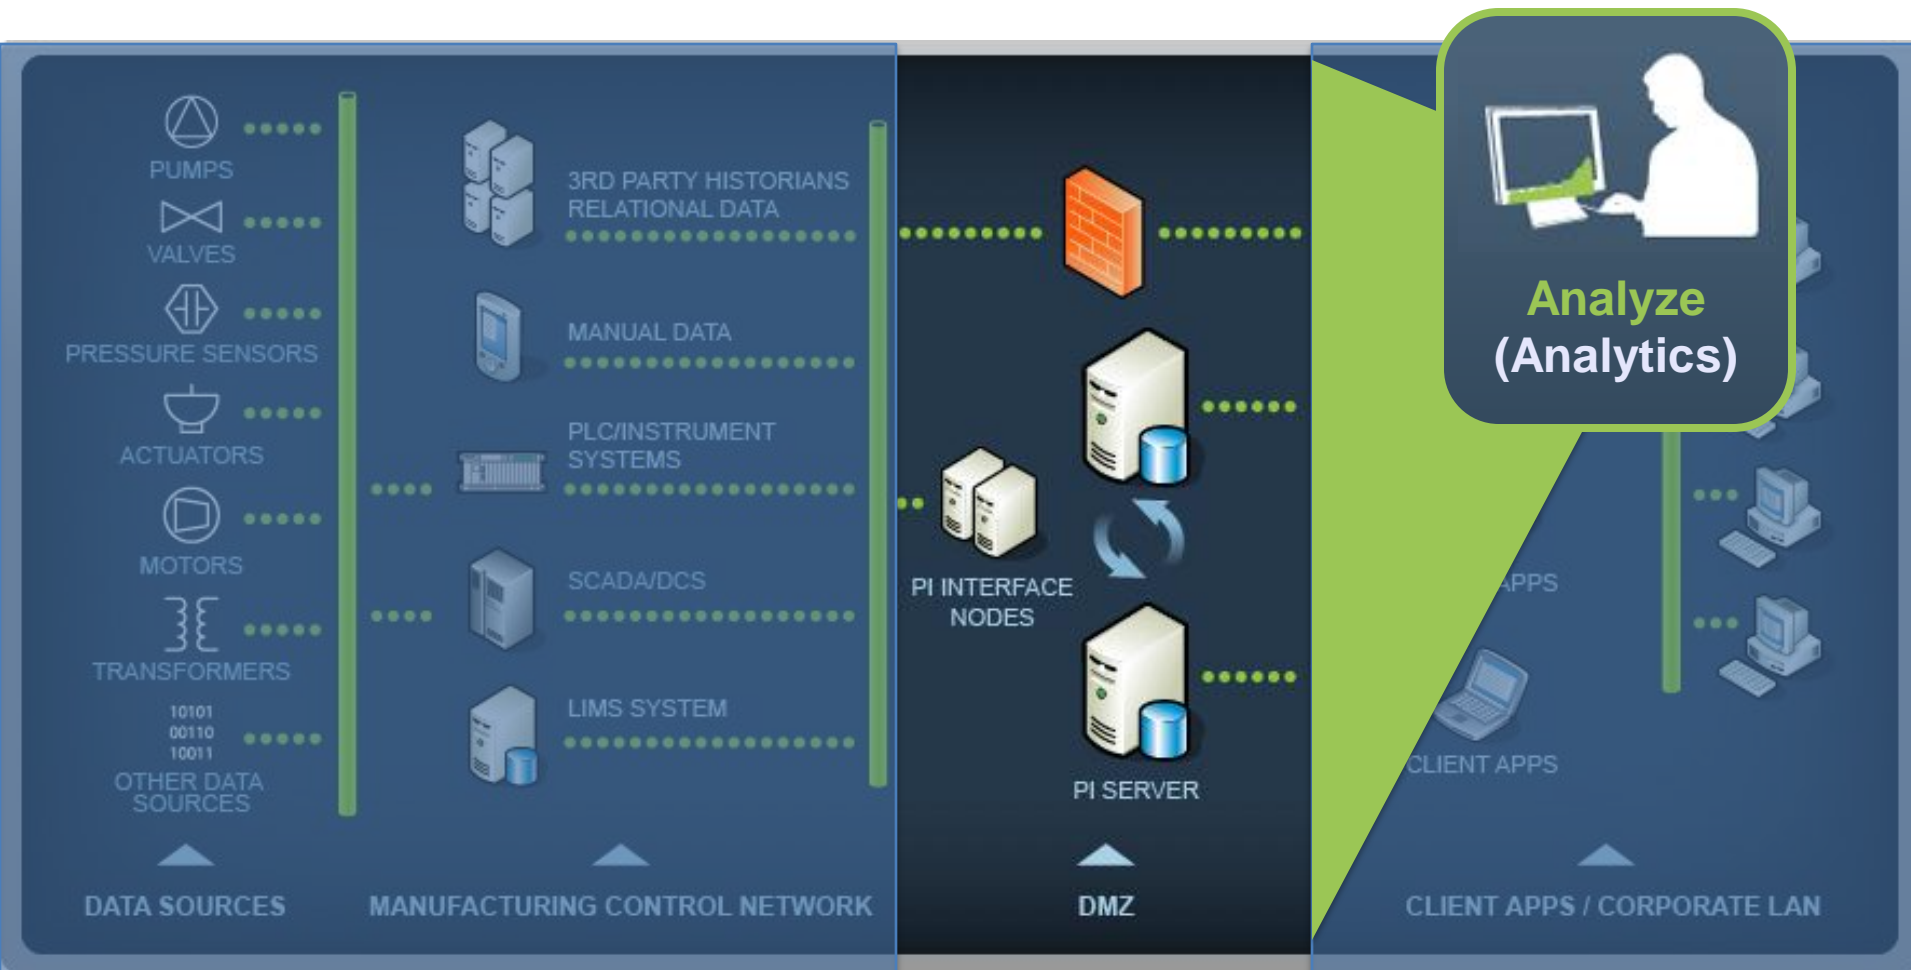 PUMPS
VALVES
PRESSURE SENSORS
ACTUATORS
MOTORS
TRANSFORMERS
10101
00110
10011
OTHER DATA
SOURCES
DATA SOURCES
3RD PARTY HISTORIANS
RELATIONAL DATA
MANUAL DATA
PLC/INSTRUMENT
SYSTEMS
SCADA/DCS
LIMS SYSTEM
MANUFACTURING CONTROL NETWORK
PI INTERFACE
NODES
PI SERVER
DMZ
Analyze
(Analytics)
APPS
CLIENT APPS
CLIENT APPS / CORPORATE LAN